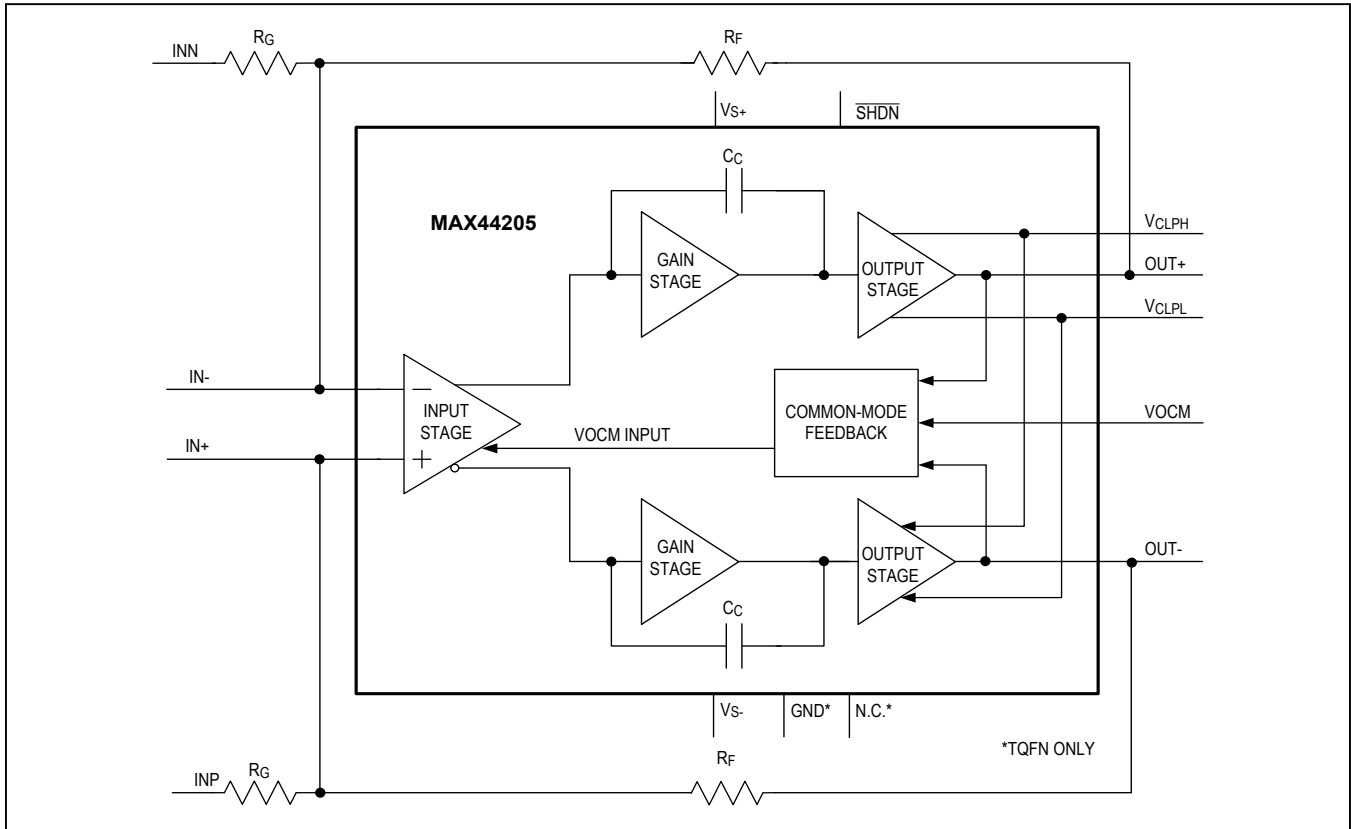 INN
RG
RF
VS+
SHDN
CC
MAX44205
GAIN
STAGE
OUTPUT
STAGE
VCLPH
OUT+
VCLPL
IN-
INPUT
STAGE
−
+
IN+
VOCM INPUT
COMMON-MODE
FEEDBACK
VOCM
GAIN
STAGE
OUTPUT
STAGE
OUT-
CC
VS-
GND*
N.C.*
*TQFN ONLY
INP
RG
RF